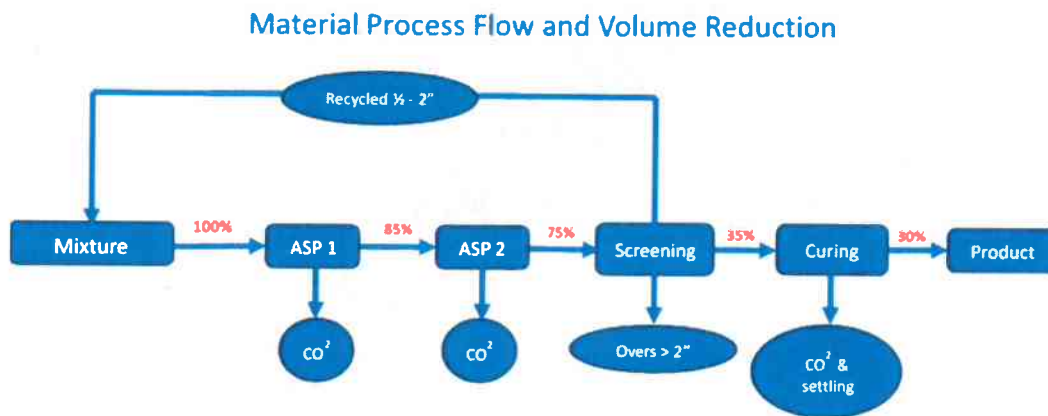 Material Process Flow and Volume Reduction
Recycled ½ - 2"
Mixture
100%
ASP 1
85%
ASP 2
75%
Screening
35%
Curing
30%
Product
CO²
CO²
Overs > 2"
CO² &
settling